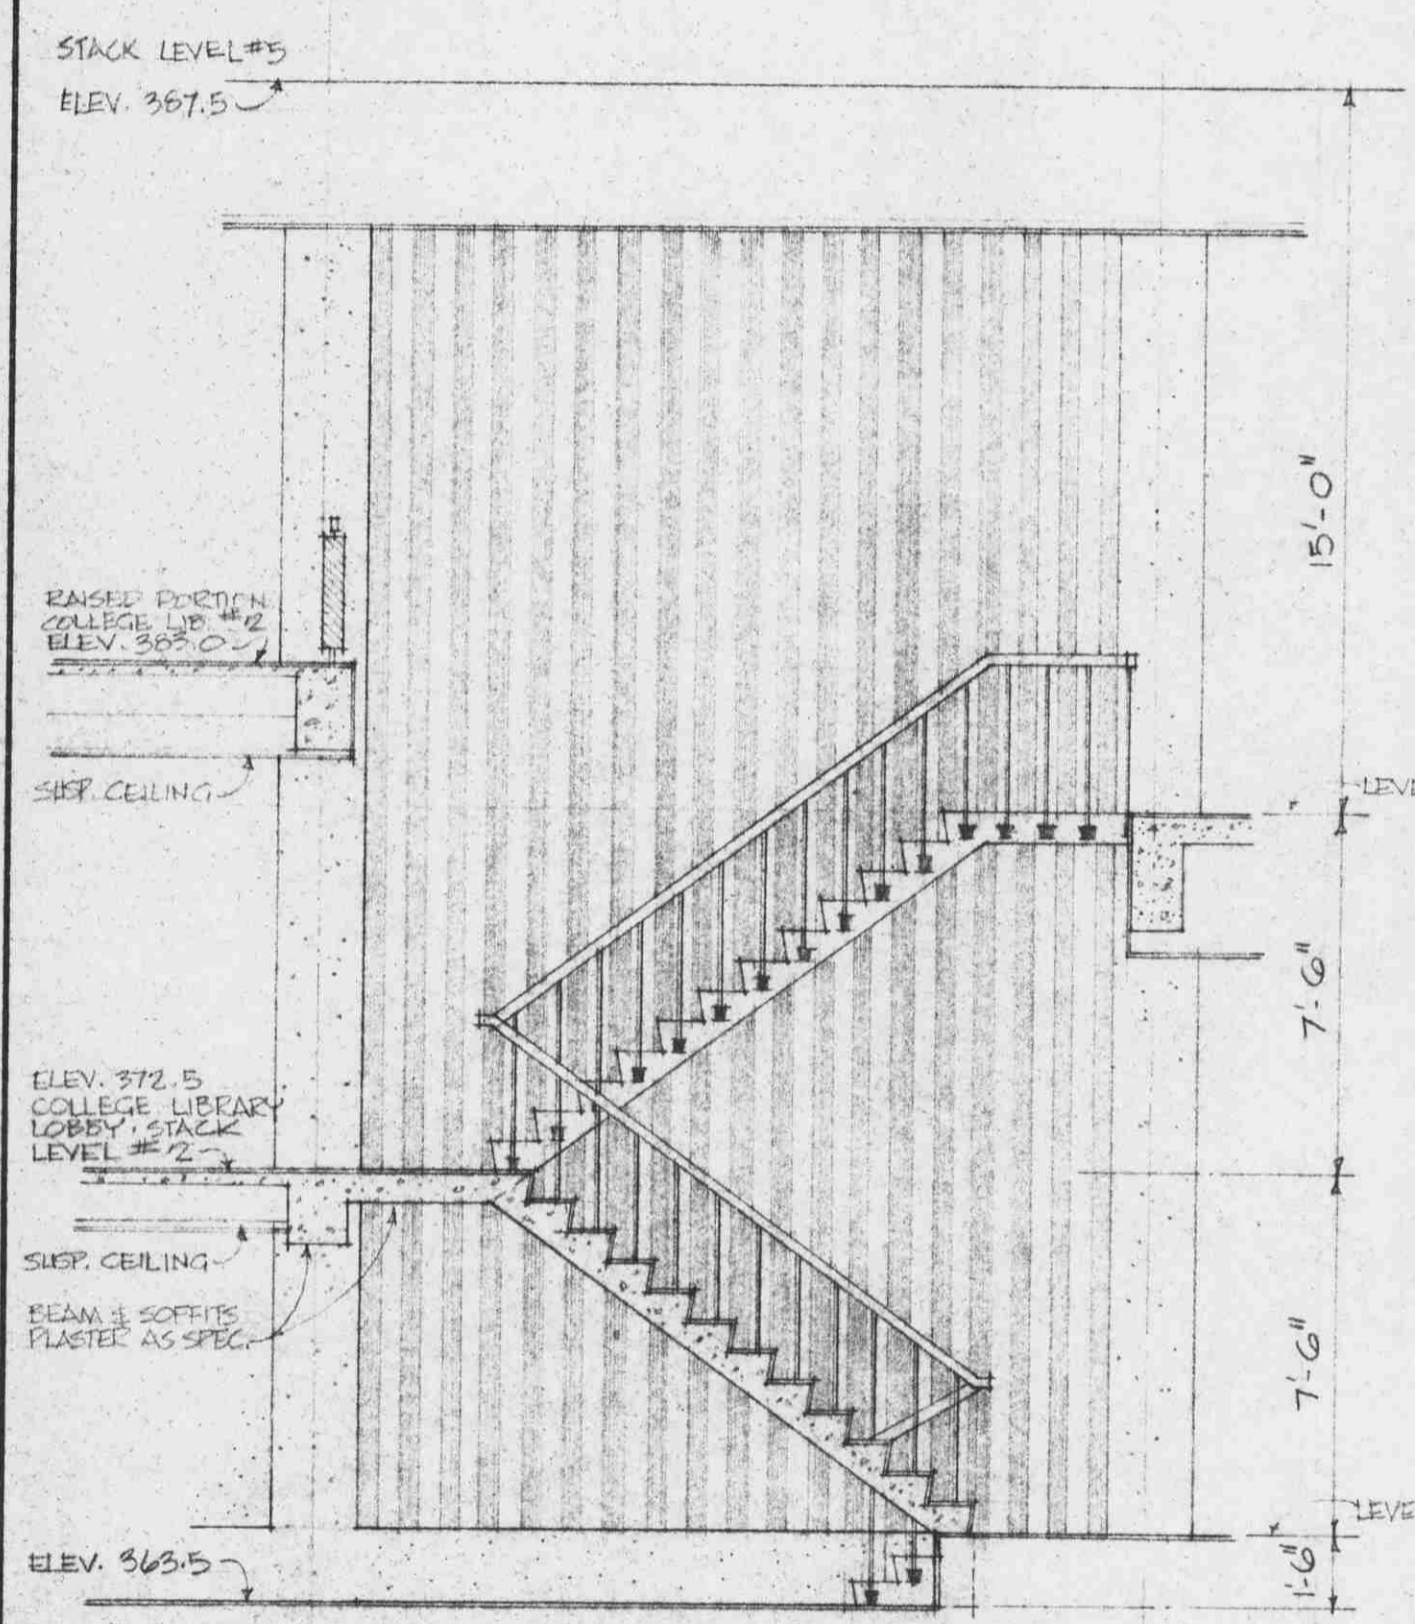 STACK LEVEL #5
ELEV. 387.5
15'-0"
RAISED PORTION
COLLEGE LIB. #2
ELEV. 383.0
SUSP. CEILING
LEVE
7'-6"
ELEV. 372.5
COLLEGE LIBRARY
LOBBY, STACK
LEVEL #2
SUSP. CEILING
BEAM & SOFFITS
PLASTER AS SPEC.
7'-6"
LEVE
ELEV. 363.5
1'-6"